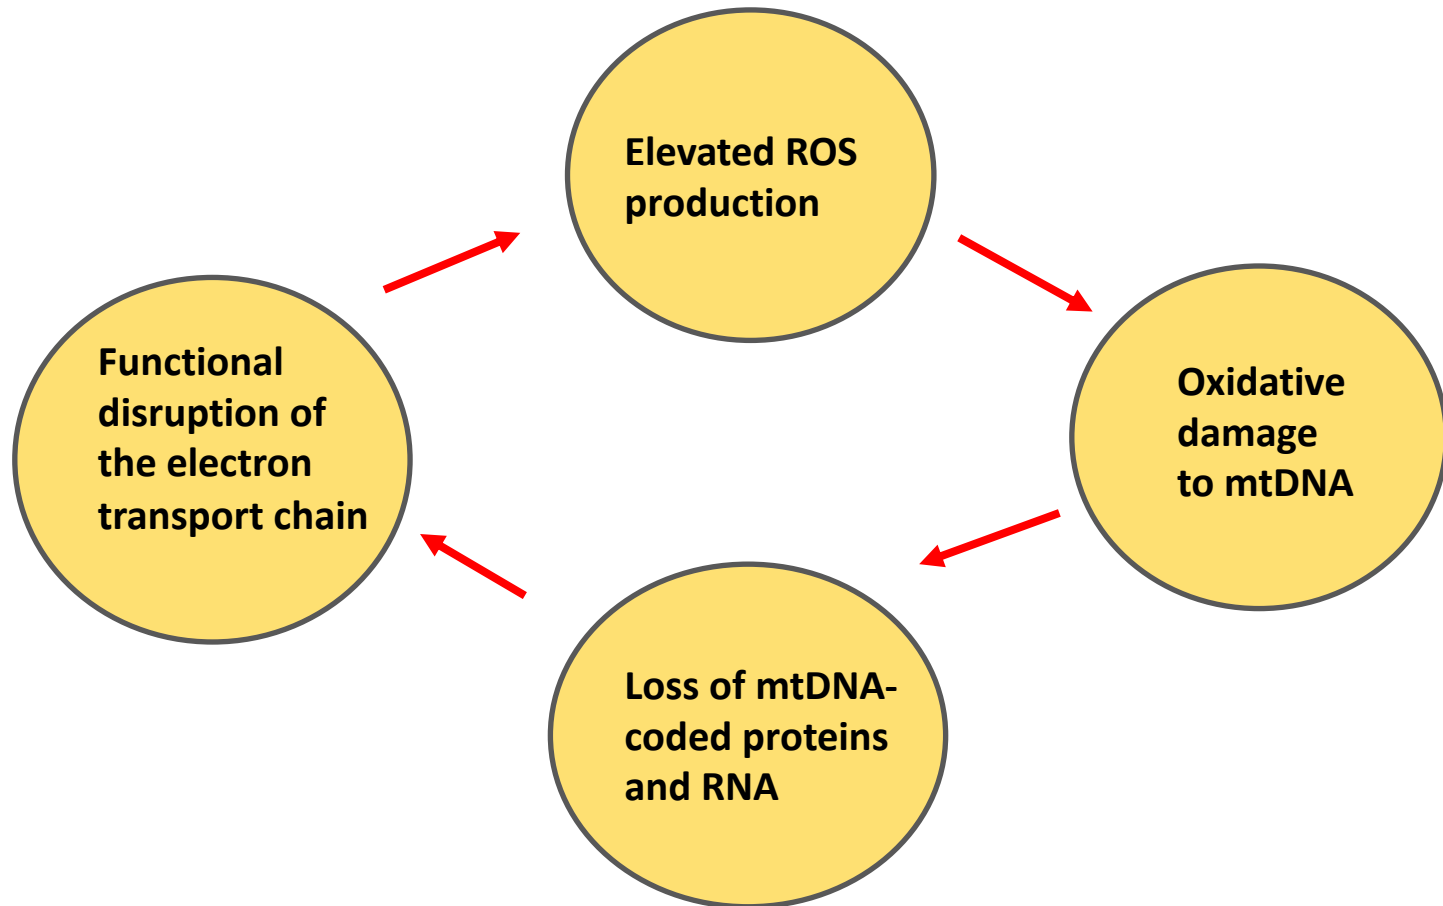 Elevated ROS
production
Functional
disruption of
the electron
transport chain
Oxidative
damage
to mtDNA
Loss of mtDNA-
coded proteins
and RNA